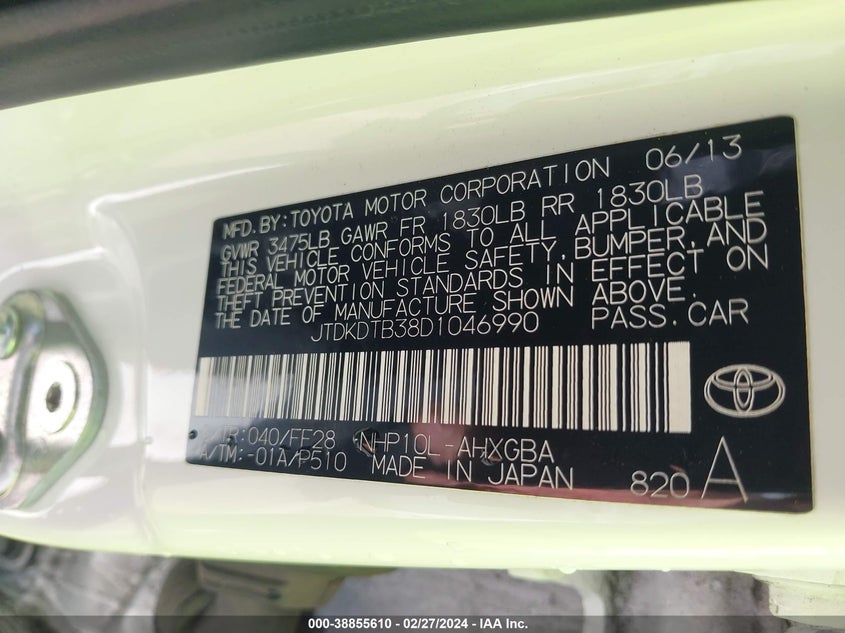 MFD. BY: TOYOTA MOTOR CORPORATION 06/13
GVWR 3475LB GAWR FR 1830LB RR 1830LB
THIS VEHICLE CONFORMS TO ALL APPLICABLE
FEDERAL MOTOR VEHICLE SAFETY, BUMPER, AND
THEFT PREVENTION STANDARDS IN EFFECT ON
THE DATE OF MANUFACTURE SHOWN ABOVE.
JTDKDTB38D1046990 PASS.CAR
040/FF28 NHP10L-AHXGBA
A/TM:-01A/P510 MADE IN JAPAN 820 A
000-38855610 / 02/27/2024 - IAA Inc.